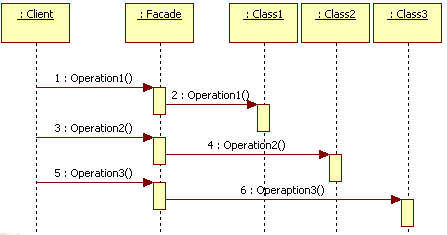 : Client
: Facade
: Class1
: Class2
: Class3
1 : Operation1()
2 : Operation1()
3 : Operation2()
4 : Operation2()
5 : Operation3()
6 : Operaption3()